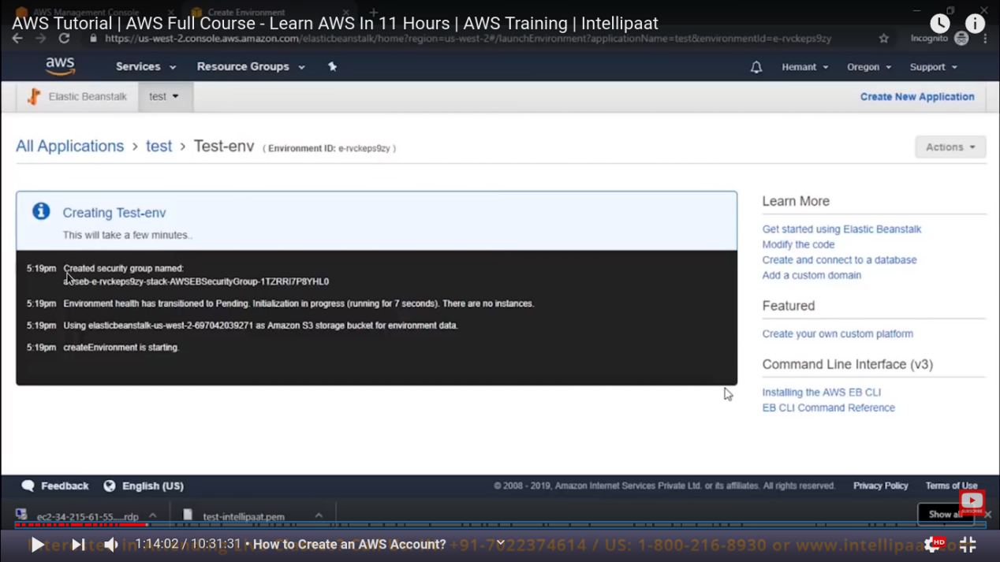 AWS Management Console
Create Environment
AWS Tutorial | AWS Full Course - Learn AWS In 11 Hours | AWS Training | Intellipaat
https://us-west-2.console.aws.amazon.com/elasticbeanstalk/home?region=us-west-2#/launchEnvironment?applicationName=test&environmentId=e-rvckeps9zy
Incognito
aws
Services
Resource Groups
Hemant
Oregon
Support
Elastic Beanstalk
test
Create New Application
All Applications > test > Test-env ( Environment ID: e-rvckeps9zy )
Actions
Creating Test-env
This will take a few minutes..
5:19pm Created security group named:
awseb-e-rvckeps9zy-stack-AWSEBSecurityGroup-1TZRRI7P8YHL0
5:19pm Environment health has transitioned to Pending. Initialization in progress (running for 7 seconds). There are no instances.
5:19pm Using elasticbeanstalk-us-west-2-697042039271 as Amazon S3 storage bucket for environment data.
5:19pm createEnvironment is starting.
Learn More
Get started using Elastic Beanstalk
Modify the code
Create and connect to a database
Add a custom domain
Featured
Create your own custom platform
Command Line Interface (v3)
Installing the AWS EB CLI
EB CLI Command Reference
Feedback
English (US)
© 2008 - 2019, Amazon Internet Services Private Ltd. or its affiliates. All rights reserved.
Privacy Policy
Terms of Use
SUBSCRIBE
ec2-34-215-61-55....rdp
test-intellipaat.pem
Show all
1:14:02 / 10:31:31 • How to Create an AWS Account?
+91-7022374614 / US: 1-800-216-8930 or www.intellipaat
HD